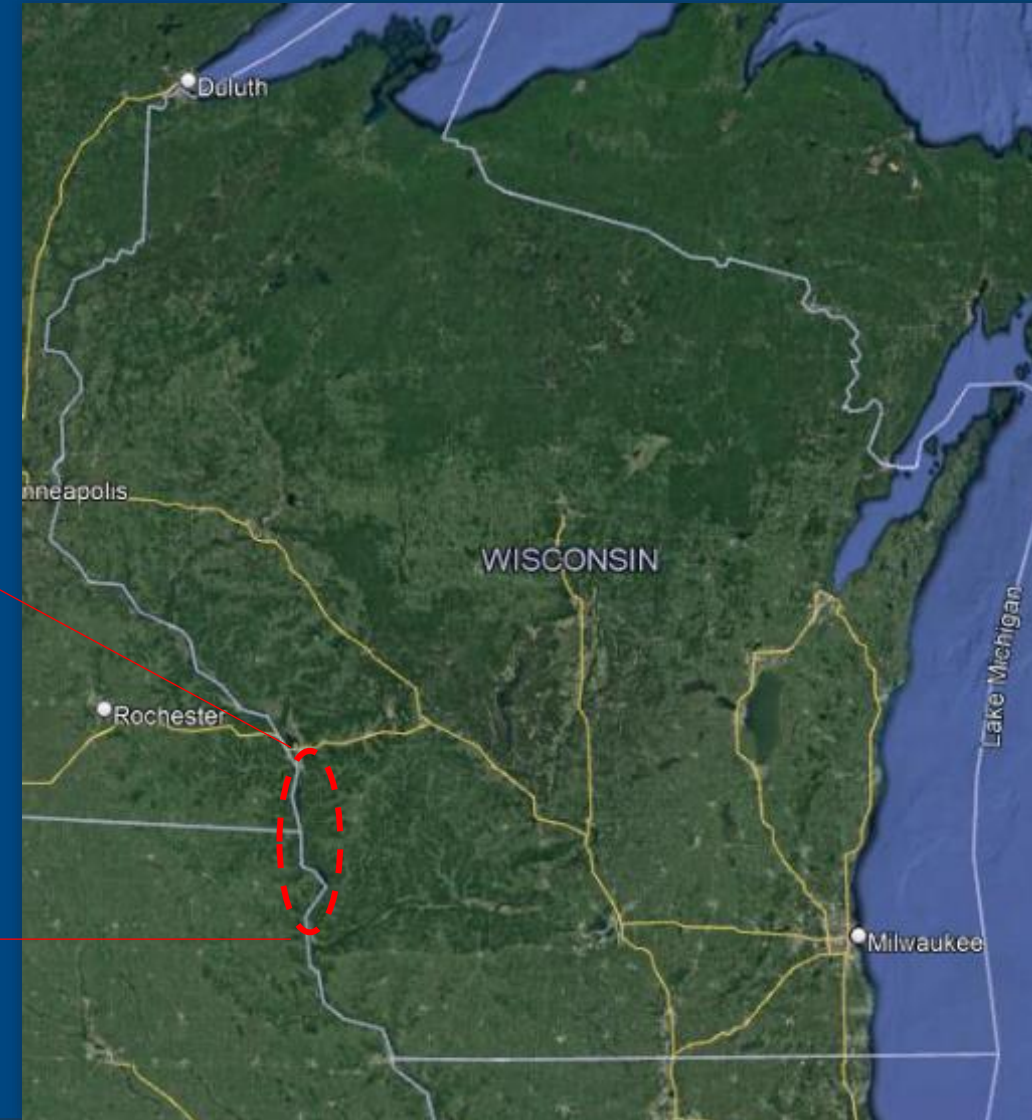 Duluth
nneapolis
WISCONSIN
Lake Michigan
Rochester
Milwaukee